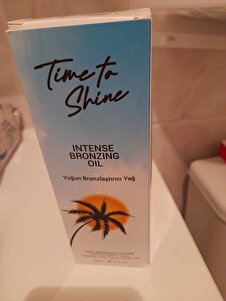 Time to
Shine
INTENSE
BRONZING
OIL
Yoğun Bronzlaştırıcı Yağ